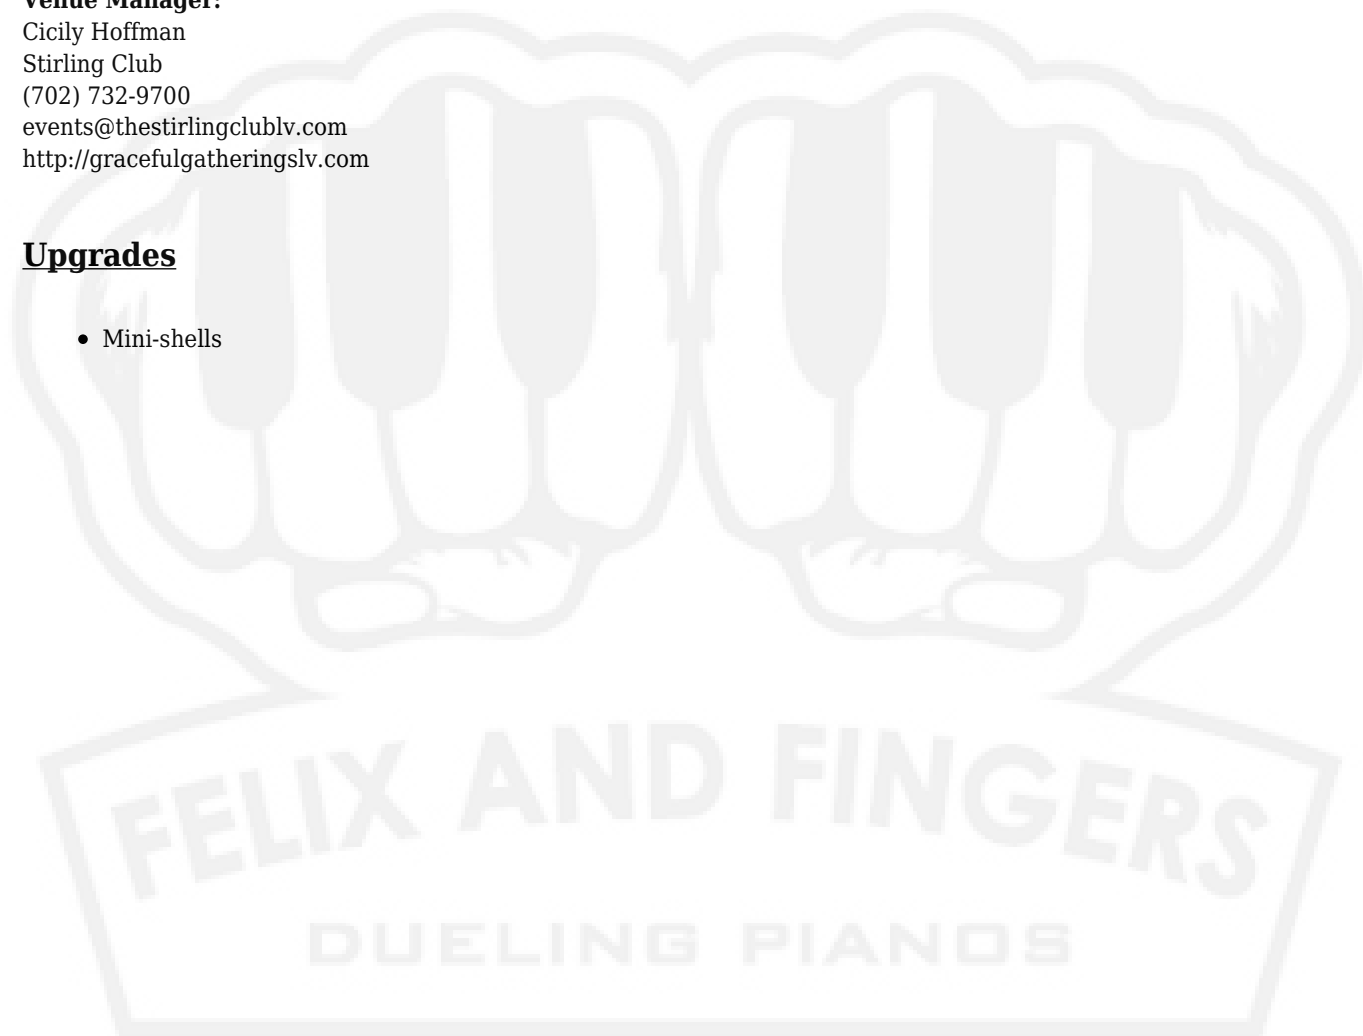 Venue Manager:
Cicily Hoffman
Stirling Club
(702) 732-9700
events@thestirlingclublv.com
http://gracefulgatheringslv.com
Upgrades
Mini-shells
FELIX AND FINGERS
DUELING PIANOS